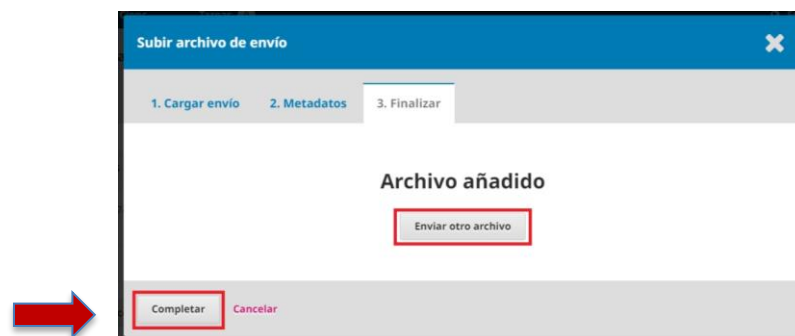 Subir archivo de envío
1. Cargar envío 2. Metadatos 3. Finalizar
Archivo añadido
Enviar otro archivo
Completar Cancelar